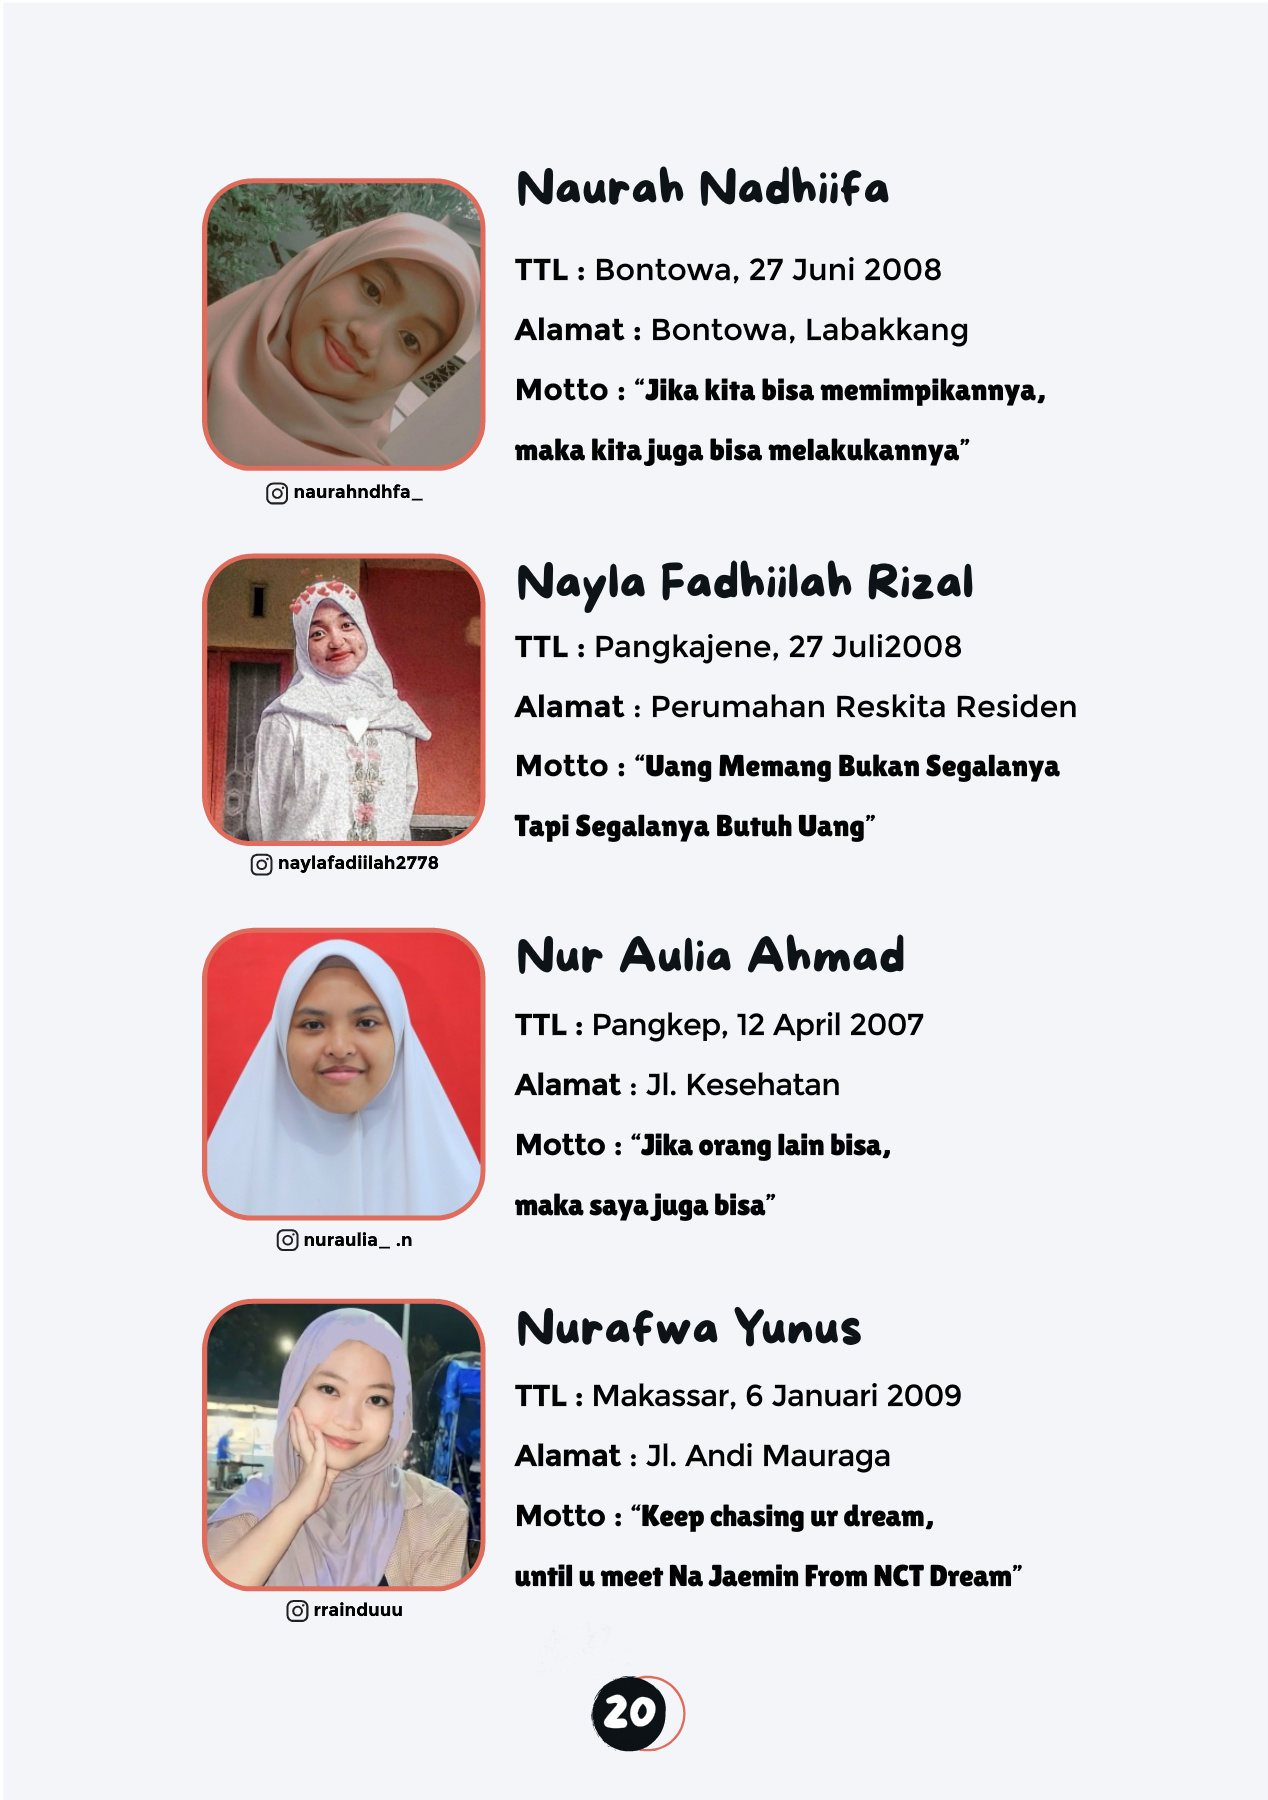 Naurah Nadhiifa
TTL : Bontowa, 27 Juni 2008
Alamat : Bontowa, Labakkang
Motto : “Jika kita bisa memimpikannya,
maka kita juga bisa melakukannya”
naurahndhfa_
Nayla Fadhiilah Rizal
TTL : Pangkajene, 27 Juli2008
Alamat : Perumahan Reskita Residen
Motto : “Uang Memang Bukan Segalanya
Tapi Segalanya Butuh Uang”
naylafadiilah2778
Nur Aulia Ahmad
TTL : Pangkep, 12 April 2007
Alamat : Jl. Kesehatan
Motto : “Jika orang lain bisa,
maka saya juga bisa”
nuraulia_ .n
Nurafwa Yunus
TTL : Makassar, 6 Januari 2009
Alamat : Jl. Andi Mauraga
Motto : “Keep chasing ur dream,
until u meet Na Jaemin From NCT Dream”
rrainduuu
20